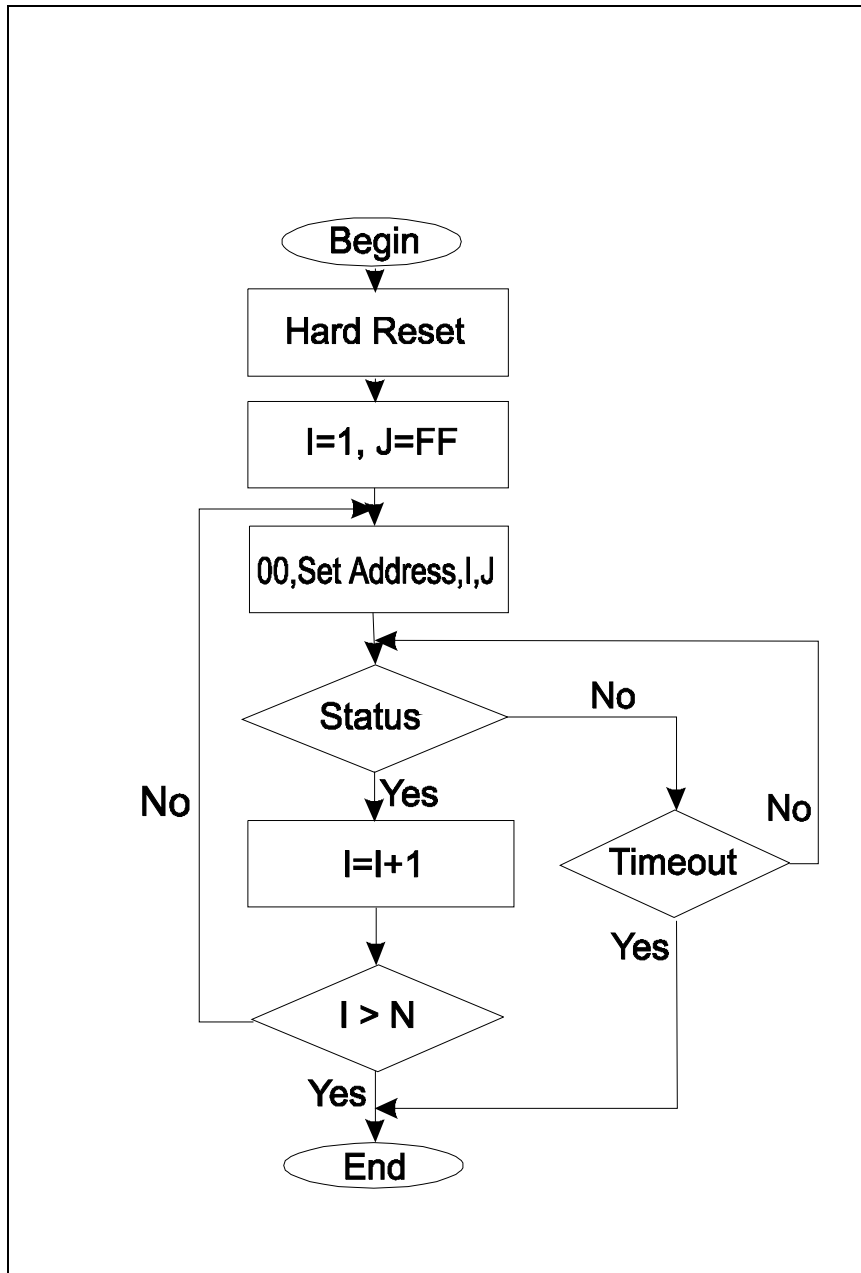 Begin
Hard Reset
I=1, J=FF
00,Set Address,I,J
Status
No
Yes
No
No
I=I+1
Timeout
Yes
I > N
Yes
End